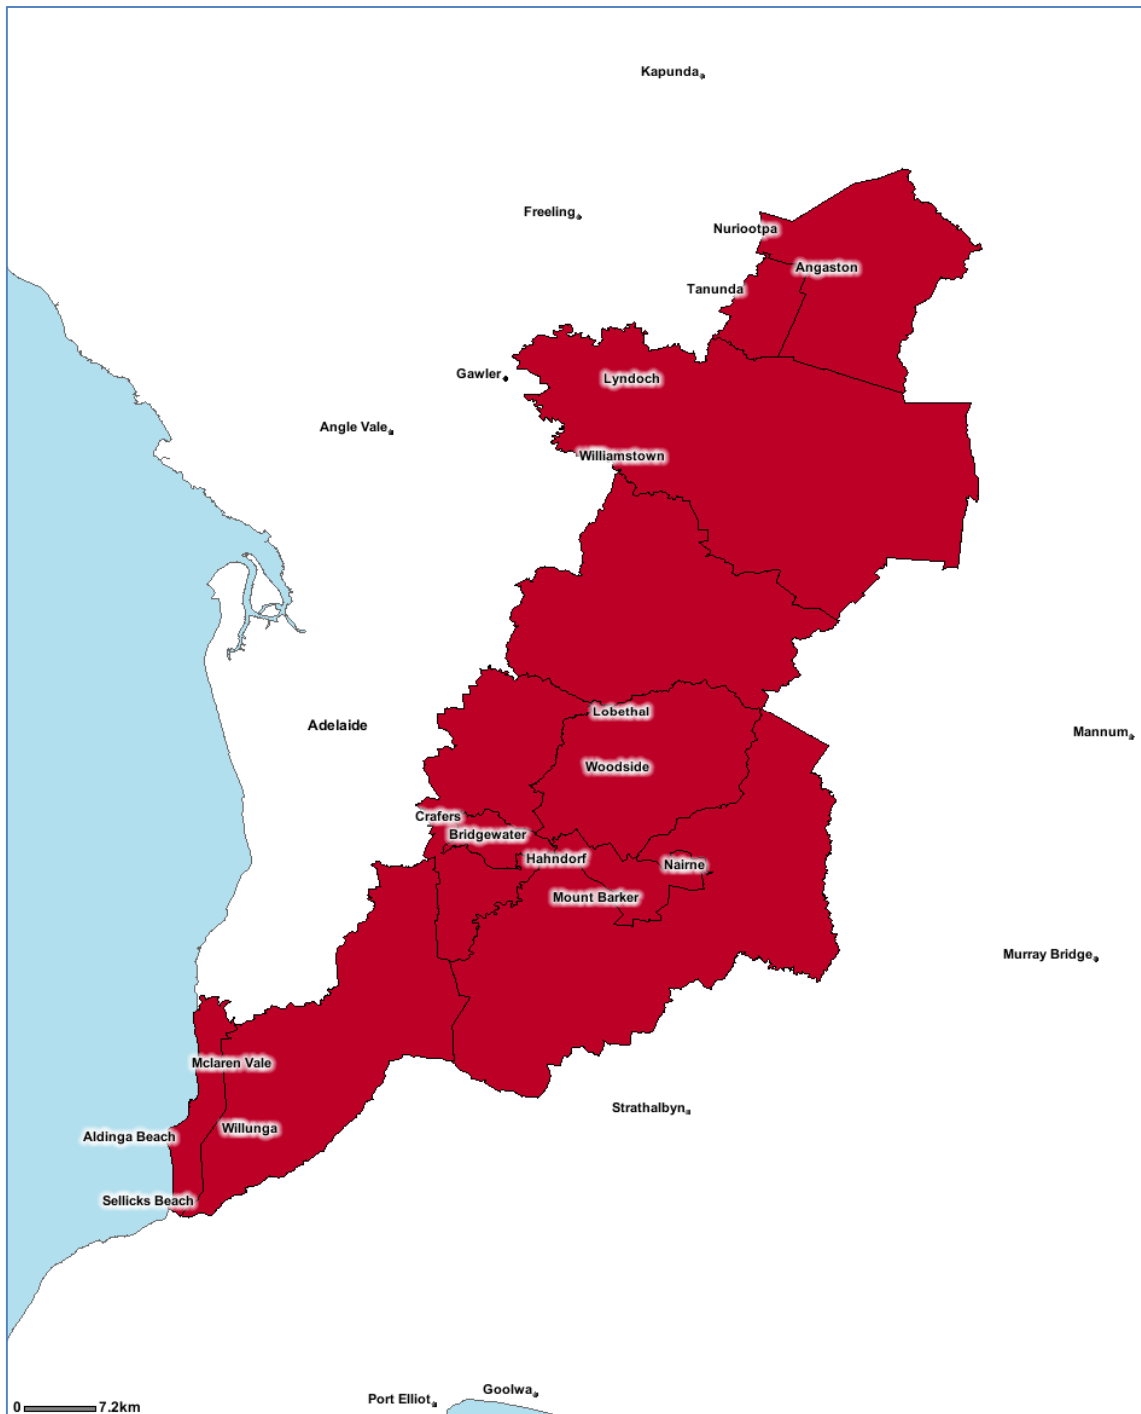 Kapunda
Freeling
Nuriootpa
Angaston
Tanunda
Gawler
Lyndoch
Angle Vale
Williamstown
Lobethal
Adelaide
Mannum
Woodside
Crafers
Bridgewater
Hahndorf
Nairne
Mount Barker
Murray Bridge
Mclaren Vale
Strathalbyn
Willunga
Aldinga Beach
Sellicks Beach
Goolwa
Port Elliot
0 7.2km